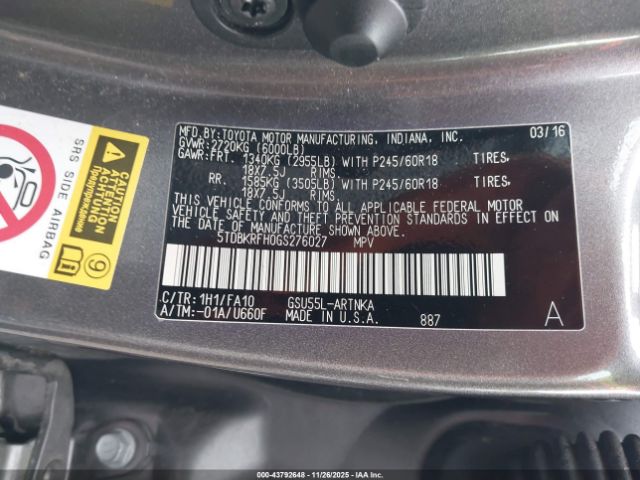 MFD.BY:TOYOTA MOTOR MANUFACTURING, INDIANA, INC. 03/16
GVWR:2720KG (6000LB)
GAWR:FRT. 1340KG (2955LB) WITH P245/60R18 TIRES,
18X7.5J RIMS
RR. 1585KG (3505LB) WITH P245/60R18 TIRES,
18X7.5J RIMS
THIS VEHICLE CONFORMS TO ALL APPLICABLE FEDERAL MOTOR
VEHICLE SAFETY AND THEFT PREVENTION STANDARDS IN EFFECT ON
THE DATE OF MANUFACTURE SHOWN ABOVE.
5TDBKRFH0GS276027 MPV
C/TR: 1H1/FA10 GSU55L-ARTNKA
A/TM:-01A/U660F MADE IN U.S.A. 887 A
SRS SIDE AIRBAG
CAUTION
ATTENTION
ACHTUNG
9
000-43792648 - 11/26/2025 - IAAI.CA